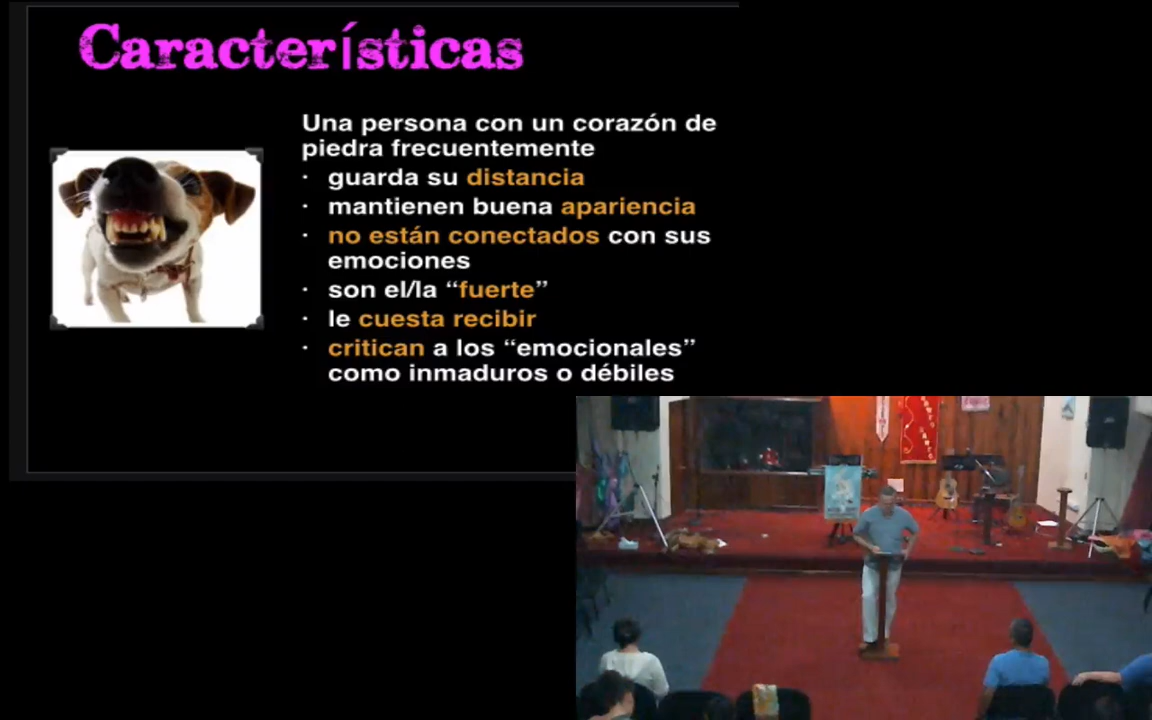 Características
Una persona con un corazón de
piedra frecuentemente
· guarda su distancia
· mantienen buena apariencia
· no están conectados con sus
emociones
· son el/la “fuerte”
· le cuesta recibir
· critican a los “emocionales”
como inmaduros o débiles